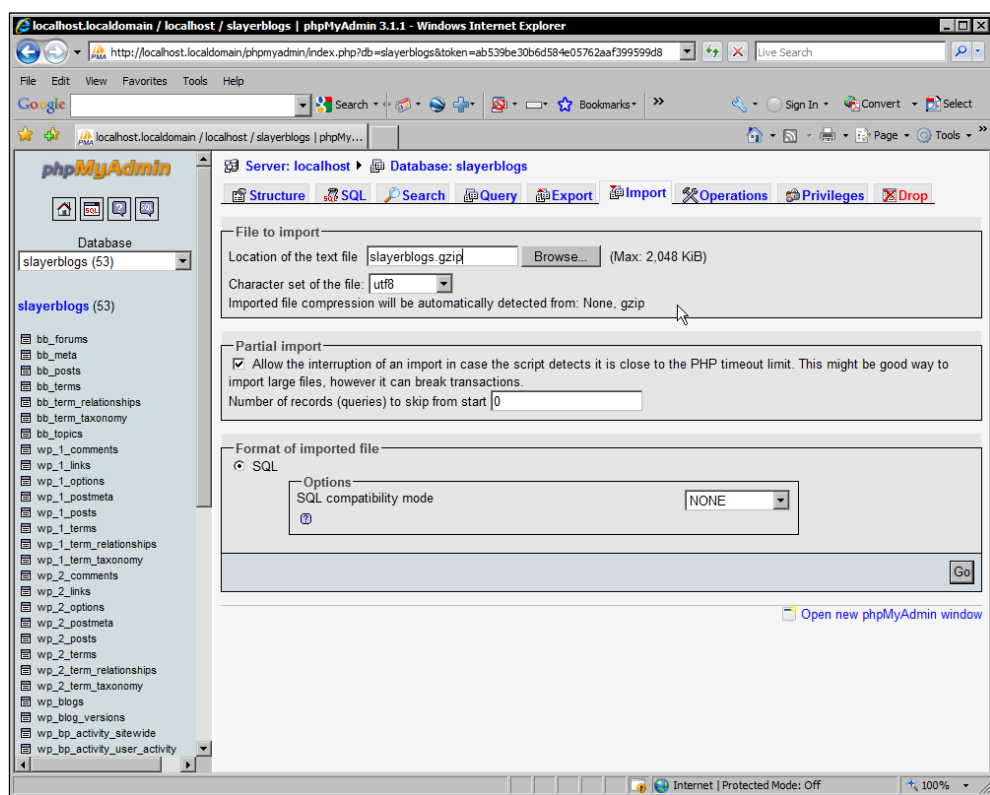 localhost.localdomain / localhost / slayerblogs | phpMyAdmin 3.1.1 - Windows Internet Explorer
http://localhost.localdomain/phpmyadmin/index.php?db=slayerblogs&token=ab539be30b6d584e05762aaf399599d8
Live Search
File Edit View Favorites Tools Help
Google
Search
Bookmarks
»
Sign In
Convert
Select
localhost.localdomain / localhost / slayerblogs | phpMy...
Page
Tools
»
phpMyAdmin
Database
slayerblogs (53)
slayerblogs (53)
bb_forums
bb_meta
bb_posts
bb_terms
bb_term_relationships
bb_term_taxonomy
bb_topics
wp_1_comments
wp_1_links
wp_1_options
wp_1_postmeta
wp_1_posts
wp_1_terms
wp_1_term_relationships
wp_1_term_taxonomy
wp_2_comments
wp_2_links
wp_2_options
wp_2_postmeta
wp_2_posts
wp_2_terms
wp_2_term_relationships
wp_2_term_taxonomy
wp_blogs
wp_blog_versions
wp_bp_activity_sitewide
wp_bp_activity_user_activity
Server: localhost Database: slayerblogs
Structure SQL Search Query Export Import Operations Privileges Drop
File to import
Location of the text file slayerblogs.gzip Browse... (Max: 2,048 KiB)
Character set of the file: utf8
Imported file compression will be automatically detected from: None, gzip
Partial import
Allow the interruption of an import in case the script detects it is close to the PHP timeout limit. This might be good way to
import large files, however it can break transactions.
Number of records (queries) to skip from start 0
Format of imported file
SQL
Options
SQL compatibility mode NONE
Go
Open new phpMyAdmin window
Internet | Protected Mode: Off
100%